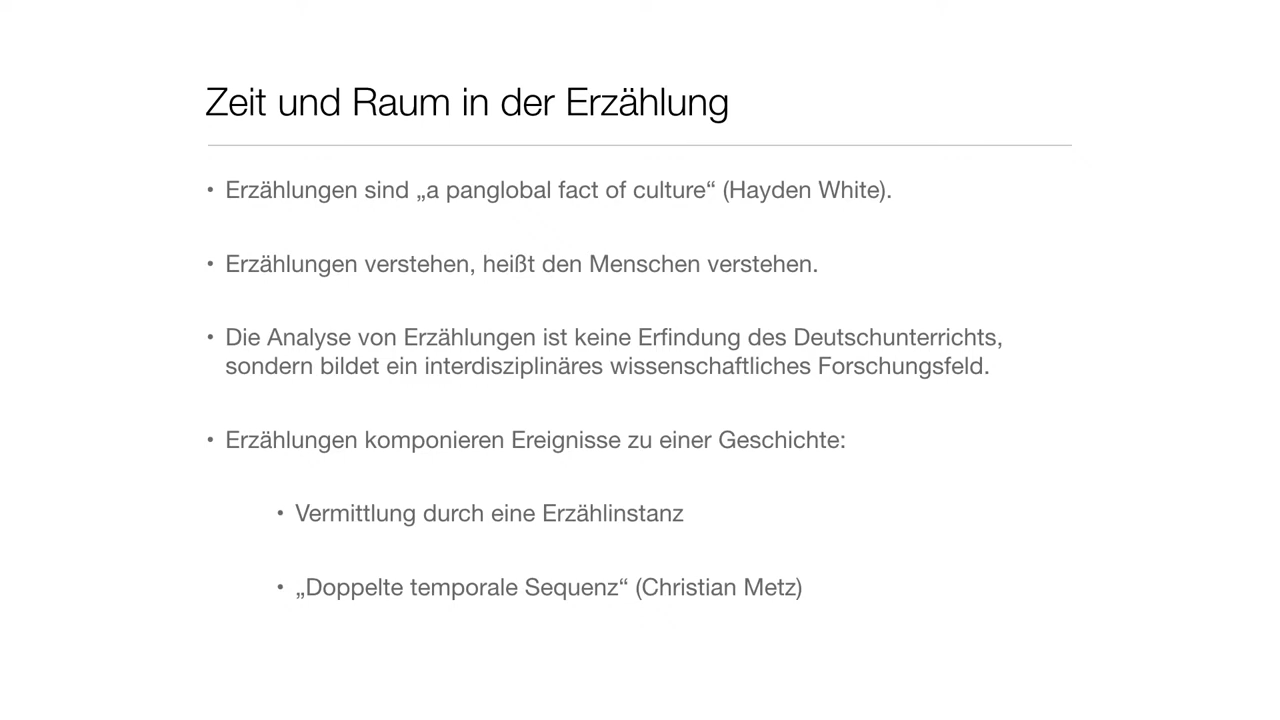 Zeit und Raum in der Erzählung
• Erzählungen sind „a panglobal fact of culture“ (Hayden White).
• Erzählungen verstehen, heißt den Menschen verstehen.
• Die Analyse von Erzählungen ist keine Erfindung des Deutschunterrichts,
sondern bildet ein interdisziplinäres wissenschaftliches Forschungsfeld.
• Erzählungen komponieren Ereignisse zu einer Geschichte:
• Vermittlung durch eine Erzählinstanz
• „Doppelte temporale Sequenz“ (Christian Metz)